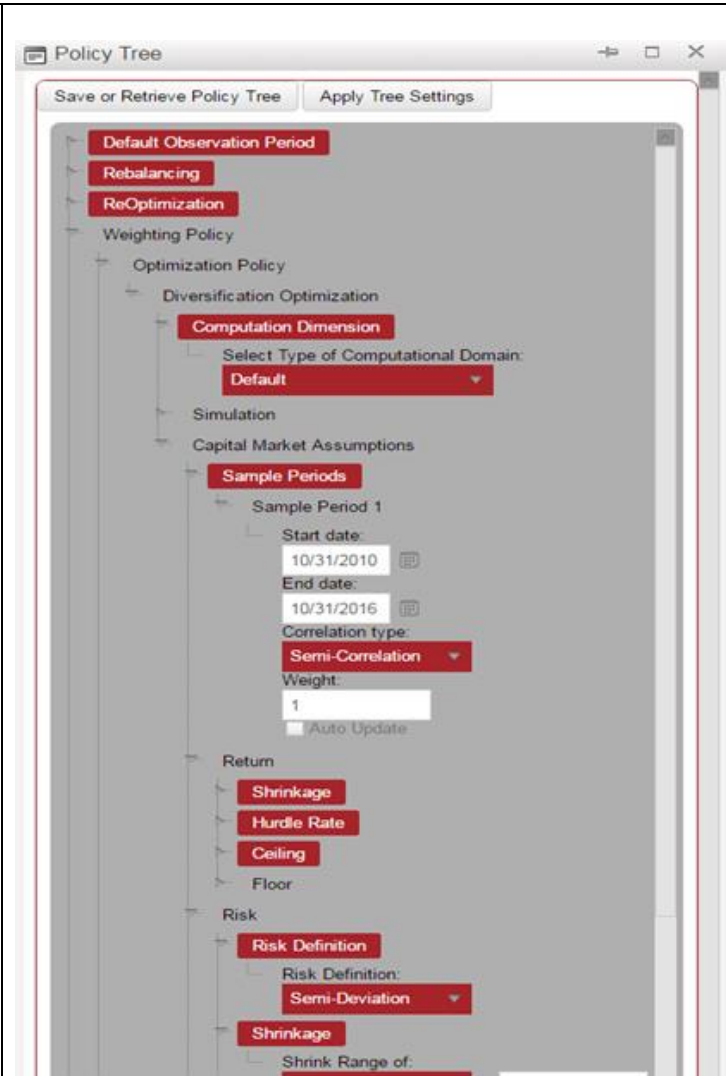 Policy Tree
Save or Retrieve Policy Tree Apply Tree Settings
Default Observation Period
Rebalancing
ReOptimization
Weighting Policy
Optimization Policy
Diversification Optimization
Computation Dimension
Select Type of Computational Domain:
Default
Simulation
Capital Market Assumptions
Sample Periods
Sample Period 1
Start date:
10/31/2010
End date:
10/31/2016
Correlation type:
Semi-Correlation
Weight:
1
Auto Update
Return
Shrinkage
Hurdle Rate
Ceiling
Floor
Risk
Risk Definition
Risk Definition:
Semi-Deviation
Shrinkage
Shrink Range of: